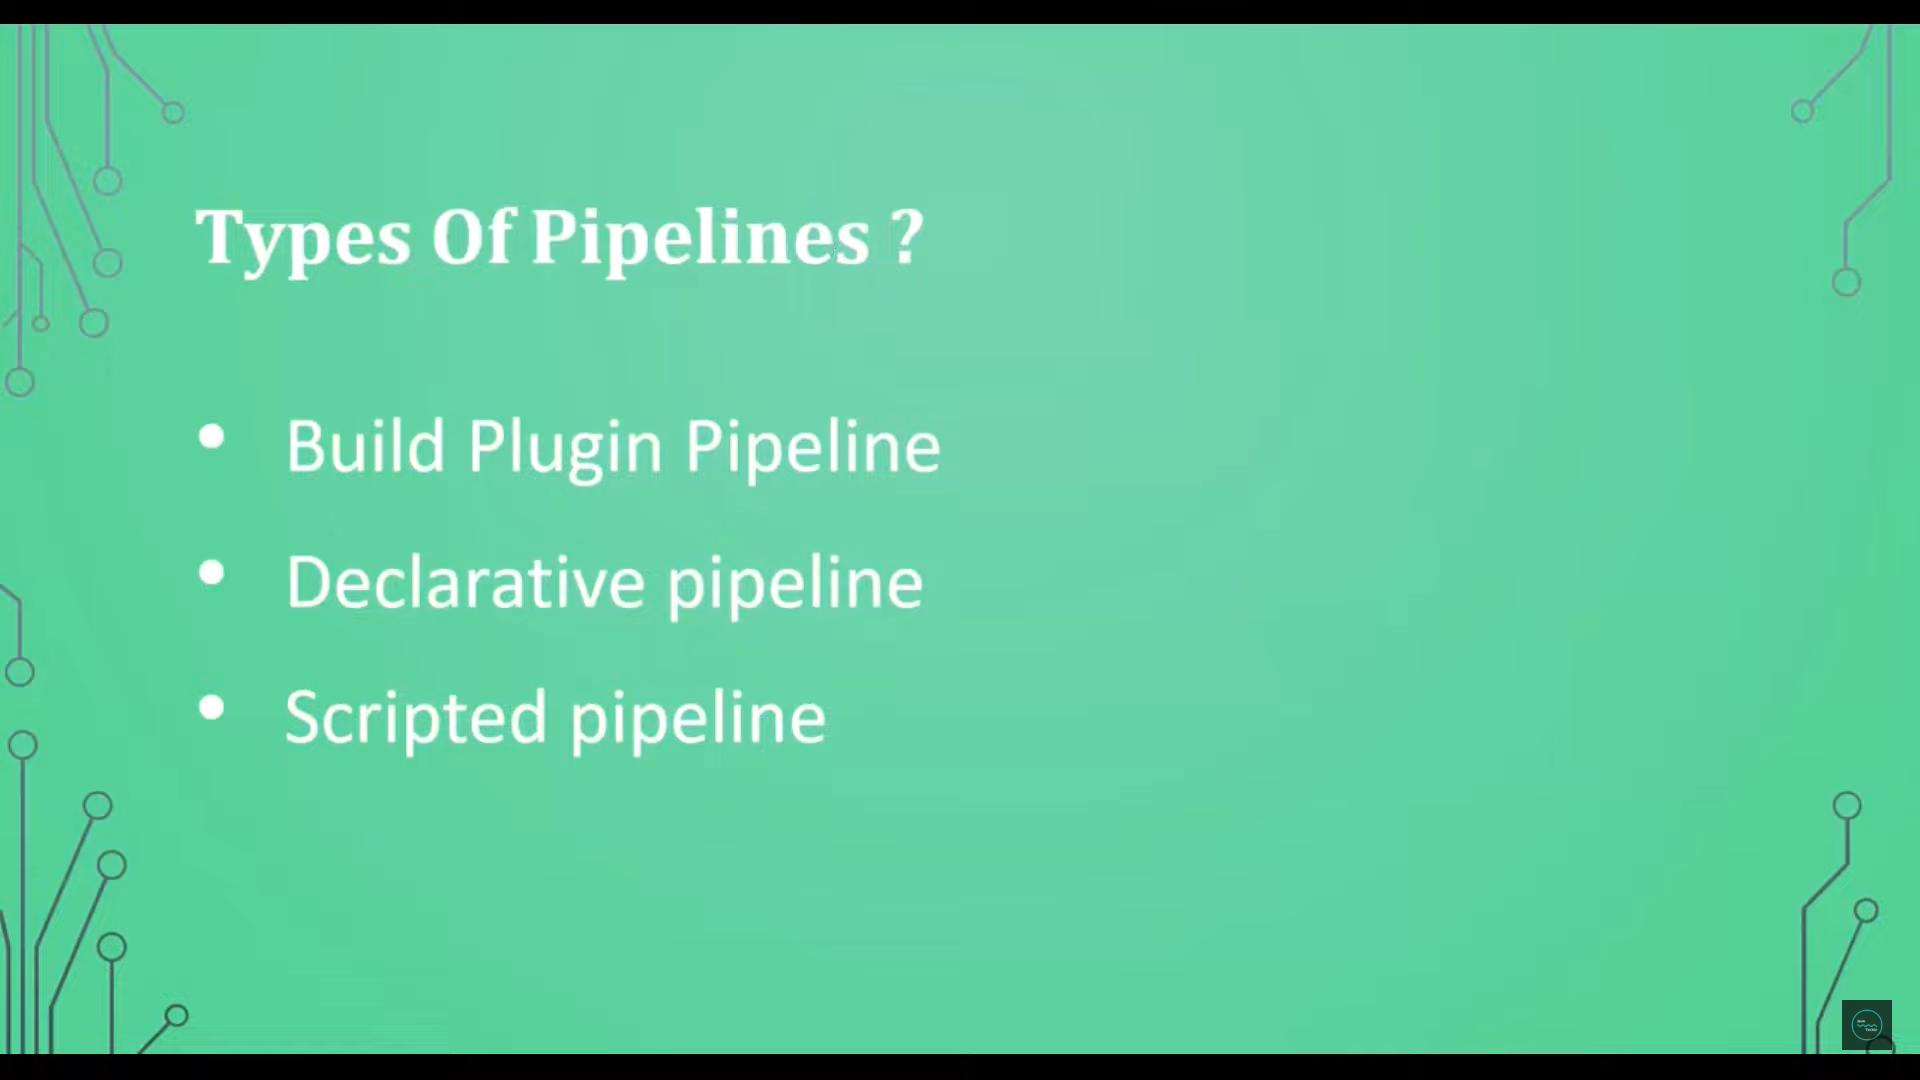 Types Of Pipelines ?
• Build Plugin Pipeline
• Declarative pipeline
• Scripted pipeline